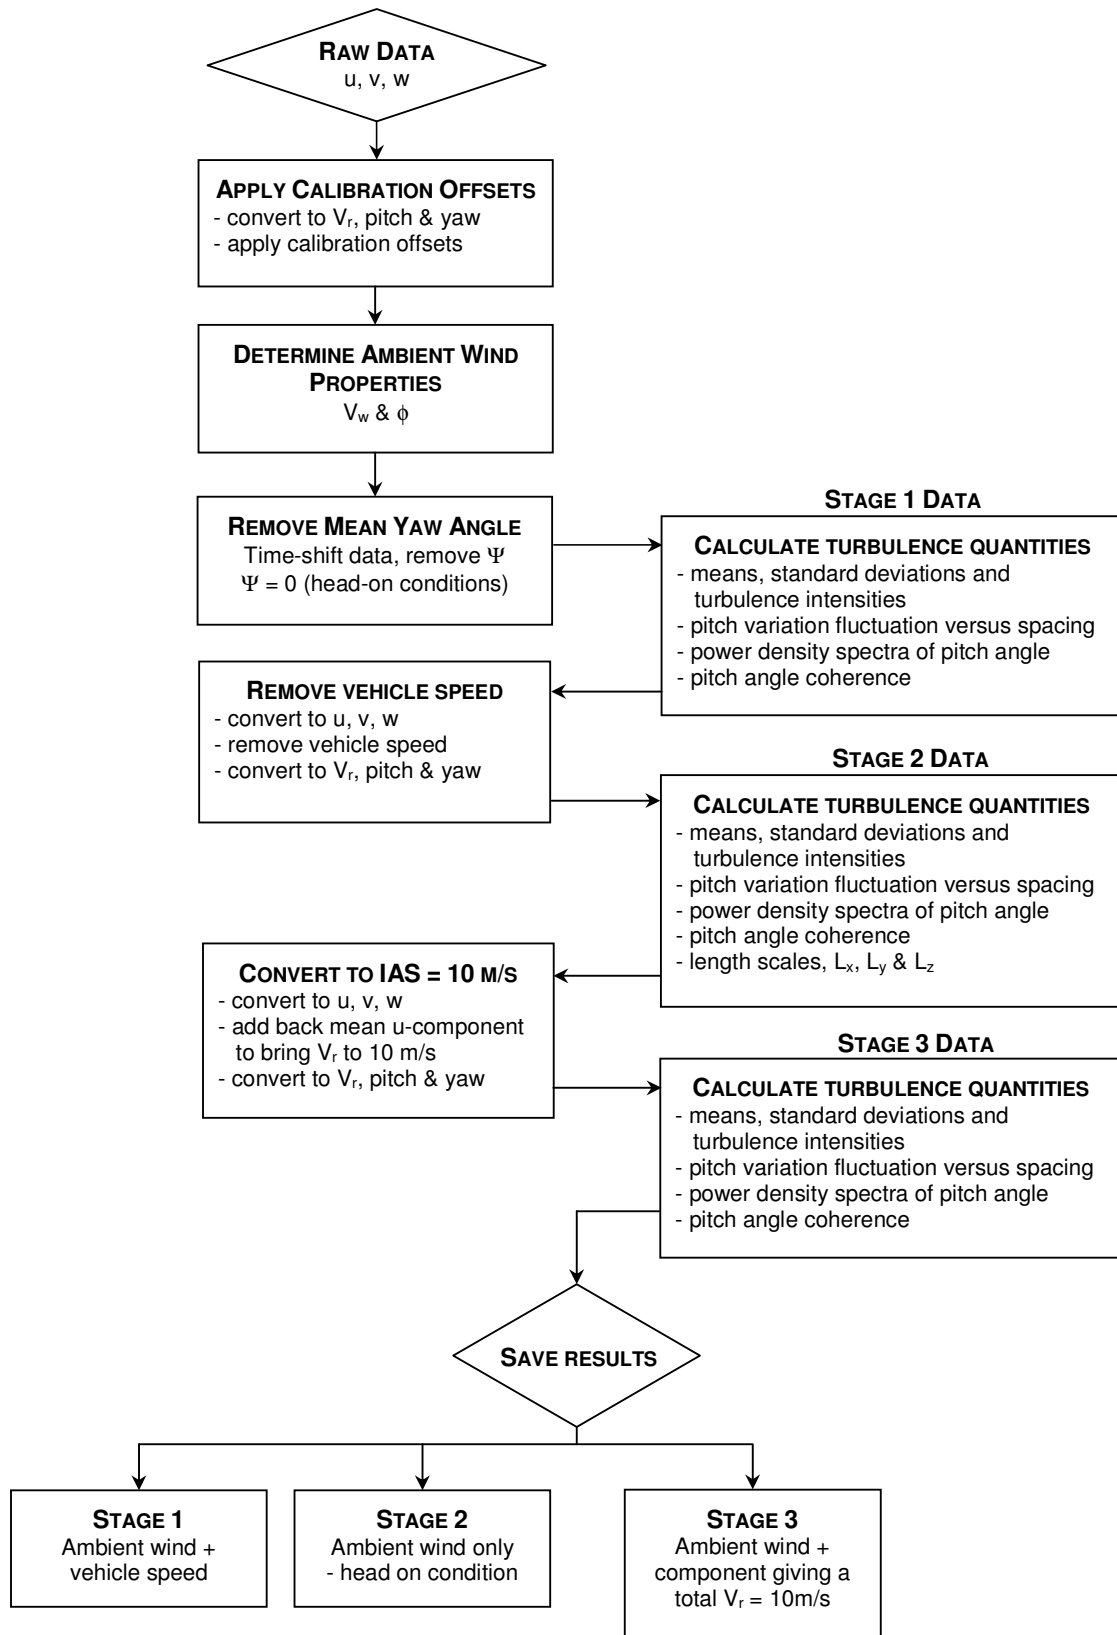 RAW DATA
u, v, w
APPLY CALIBRATION OFFSETS
- convert to Vr, pitch & yaw
- apply calibration offsets
DETERMINE AMBIENT WIND
PROPERTIES
Vw & ϕ
REMOVE MEAN YAW ANGLE
Time-shift data, remove Ψ
Ψ = 0 (head-on conditions)
STAGE 1 DATA
CALCULATE TURBULENCE QUANTITIES
- means, standard deviations and
turbulence intensities
- pitch variation fluctuation versus spacing
- power density spectra of pitch angle
- pitch angle coherence
REMOVE VEHICLE SPEED
- convert to u, v, w
- remove vehicle speed
- convert to Vr, pitch & yaw
STAGE 2 DATA
CALCULATE TURBULENCE QUANTITIES
- means, standard deviations and
turbulence intensities
- pitch variation fluctuation versus spacing
- power density spectra of pitch angle
- pitch angle coherence
- length scales, Lx, Ly & Lz
CONVERT TO IAS = 10 M/S
- convert to u, v, w
- add back mean u-component
to bring Vr to 10 m/s
- convert to Vr, pitch & yaw
STAGE 3 DATA
CALCULATE TURBULENCE QUANTITIES
- means, standard deviations and
turbulence intensities
- pitch variation fluctuation versus spacing
- power density spectra of pitch angle
- pitch angle coherence
SAVE RESULTS
STAGE 1
Ambient wind +
vehicle speed
STAGE 2
Ambient wind only
- head on condition
STAGE 3
Ambient wind +
component giving a
total Vr = 10m/s